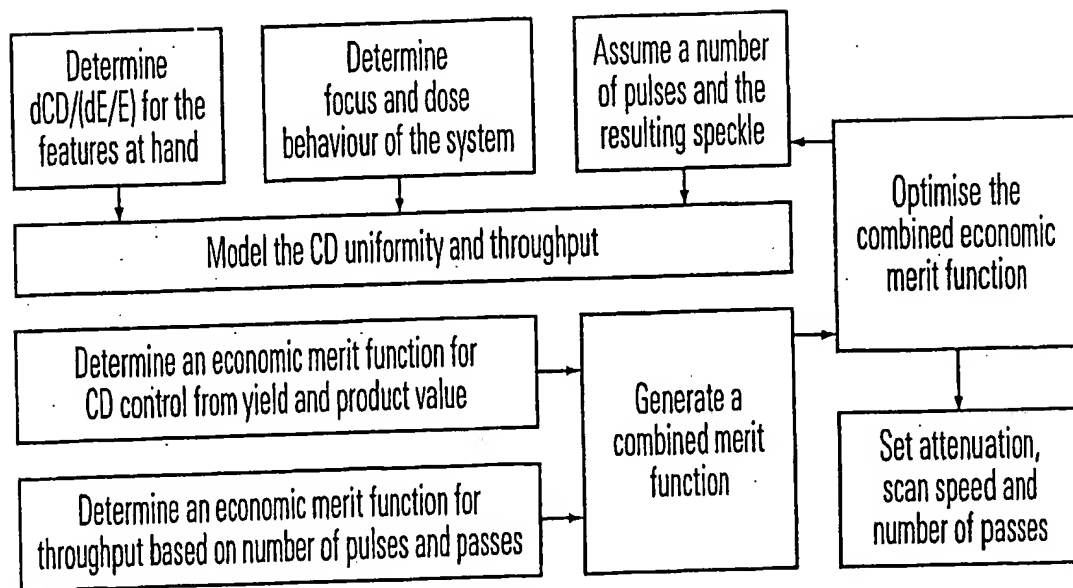 Determine
dCD/(dE/E) for the
features at hand
Determine
focus and dose
behaviour of the system
Assume a number
of pulses and the
resulting speckle
Model the CD uniformity and throughput
Optimise the
combined economic
merit function
Determine an economic merit function for
CD control from yield and product value
Generate a
combined merit
function
Determine an economic merit function for
throughput based on number of pulses and passes
Set attenuation,
scan speed and
number of passes